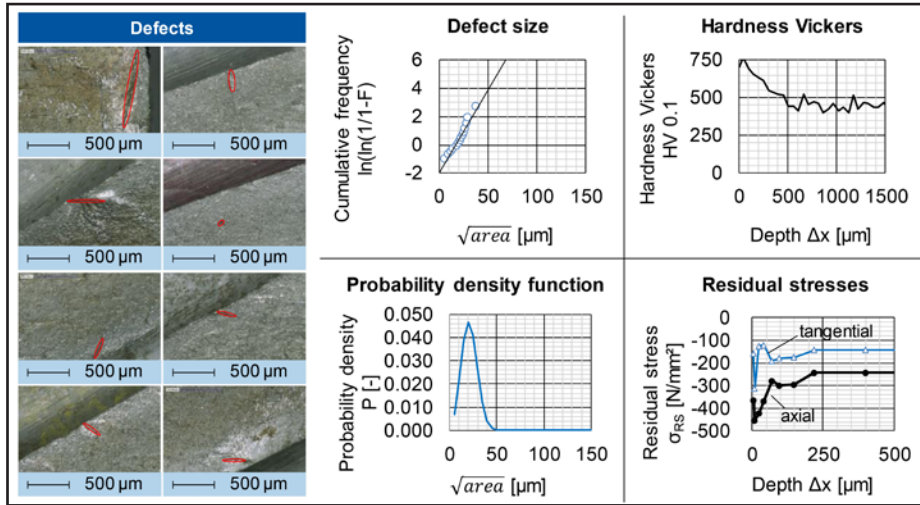 Defects
500 µm
500 µm
500 µm
500 µm
500 µm
500 µm
500 µm
500 µm
Defect size
Cumulative frequency
ln(ln(1/1-F)
6
4
2
0
-2
0
50
100
150
√area [µm]
Hardness Vickers
Hardness Vickers
HV 0.1
750
500
250
0
0
500
1000
1500
Depth Δx [µm]
Probability density function
Probability density
P [-]
0.050
0.040
0.030
0.020
0.010
0.000
0
50
100
150
√area [µm]
Residual stresses
Residual stress
σRS [N/mm²]
0
-100
-200
-300
-400
-500
tangential
axial
0
250
500
Depth Δx [µm]